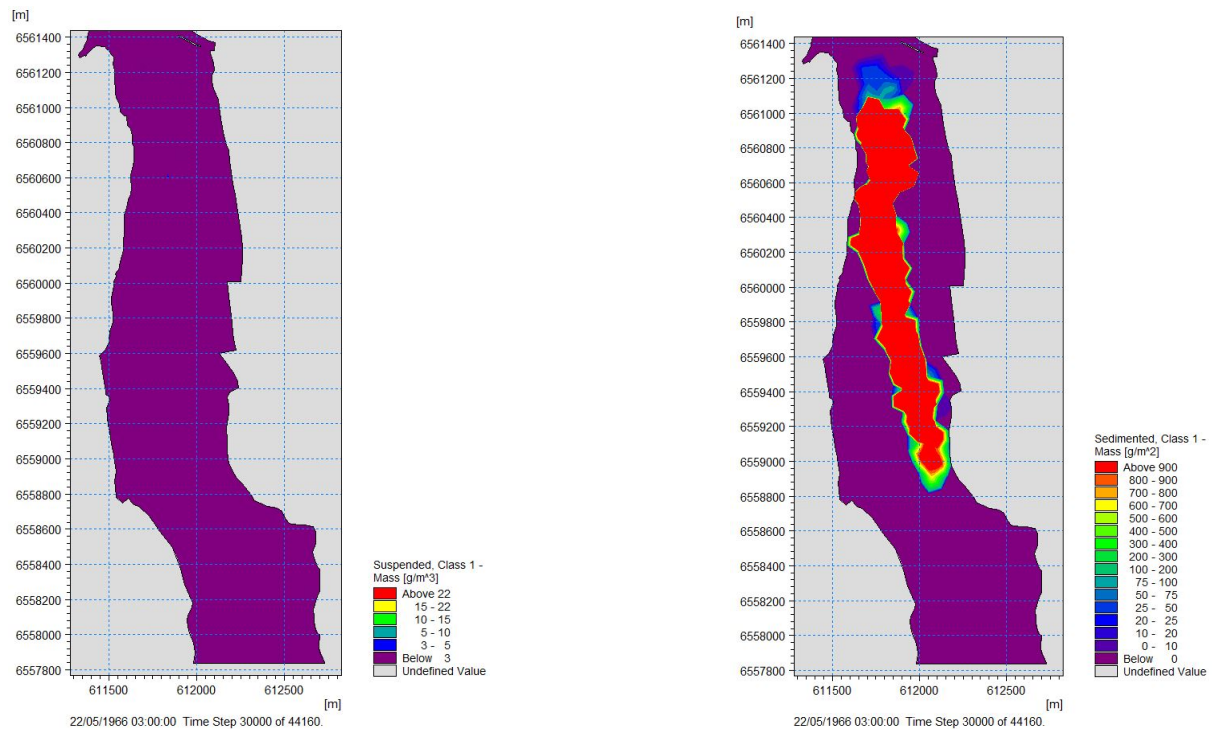 [m]
6561400
6561200
6561000
6560800
6560600
6560400
6560200
6560000
6559800
6559600
6559400
6559200
6559000
6558800
6558600
6558400
6558200
6558000
6557800
611500 612000 612500
[m]
22/05/1966 03:00:00 Time Step 30000 of 44160.
Suspended, Class 1 -
Mass [g/m^3]
Above 22
15 - 22
10 - 15
5 - 10
3 - 5
Below 3
Undefined Value
[m]
6561400
6561200
6561000
6560800
6560600
6560400
6560200
6560000
6559800
6559600
6559400
6559200
6559000
6558800
6558600
6558400
6558200
6558000
6557800
611500 612000 612500
[m]
22/05/1966 03:00:00 Time Step 30000 of 44160.
Sedimented, Class 1 -
Mass [g/m^2]
Above 900
800 - 900
700 - 800
600 - 700
500 - 600
400 - 500
300 - 400
200 - 300
100 - 200
75 - 100
50 - 75
25 - 50
20 - 25
10 - 20
0 - 10
Below 0
Undefined Value